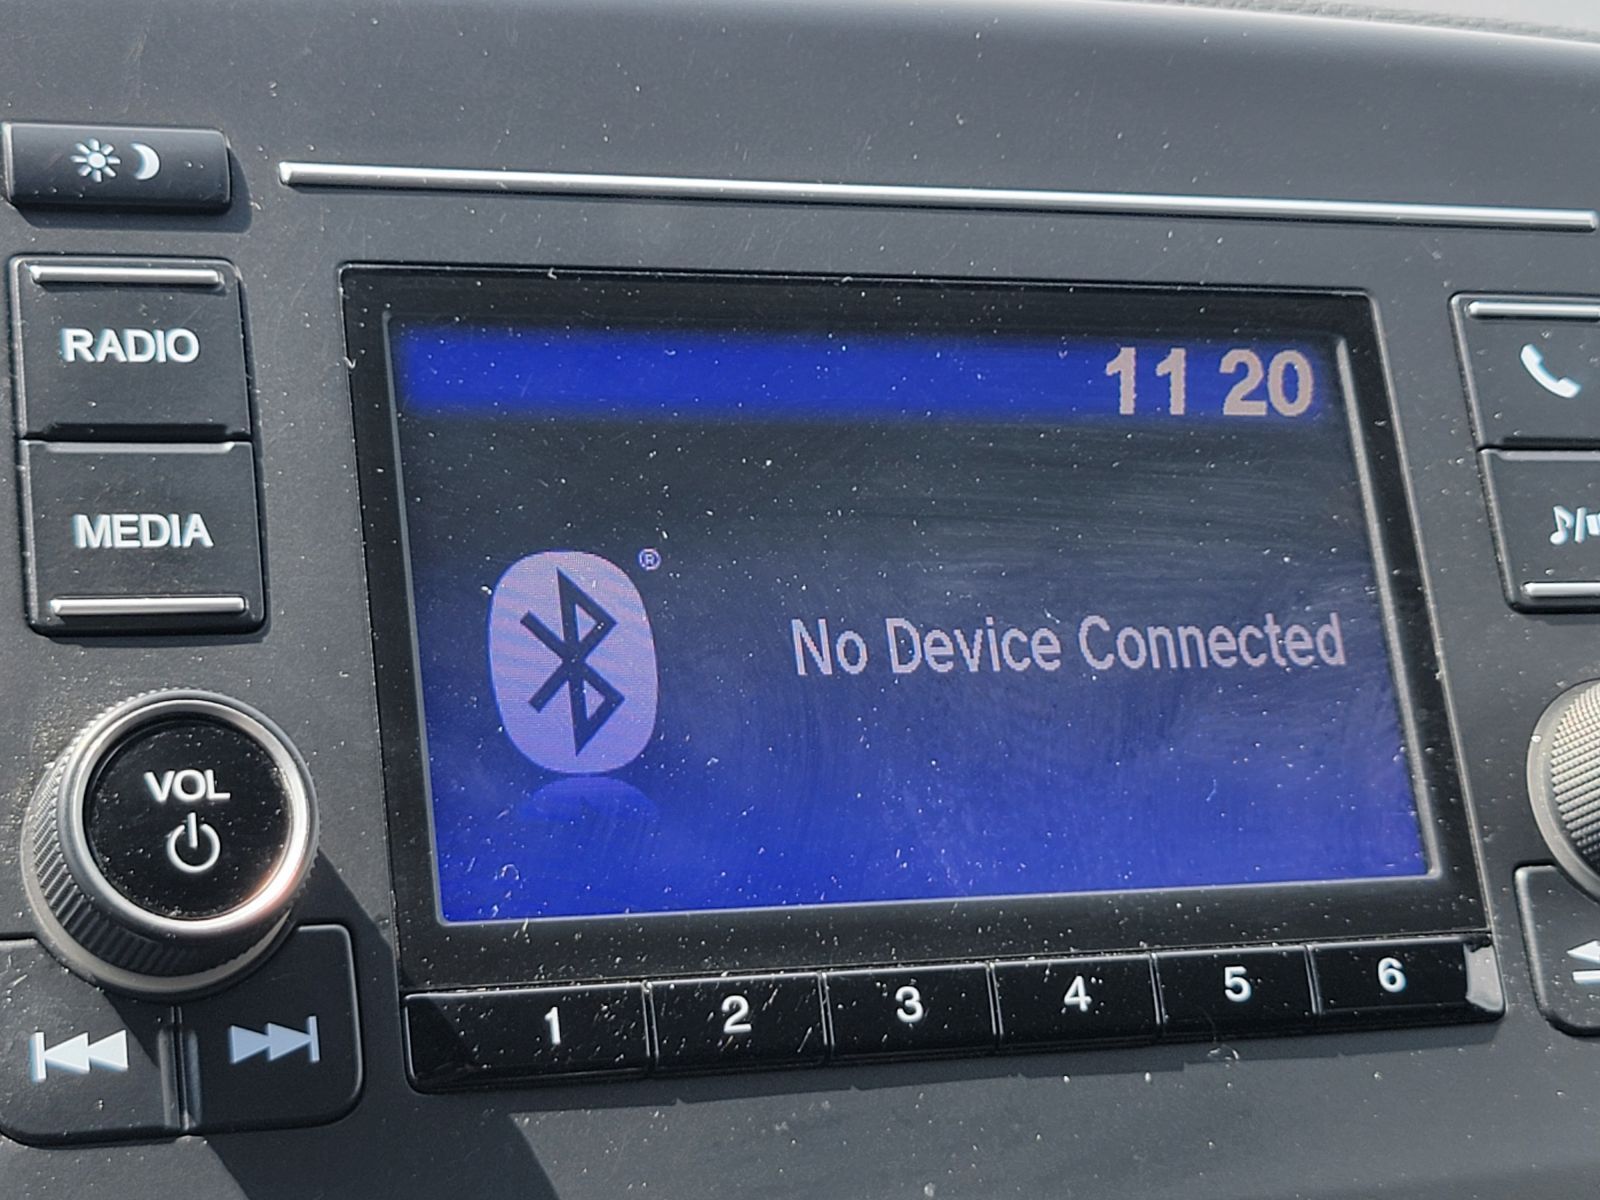 RADIO
MEDIA
VOL
11 20
®
No Device Connected
1 2 3 4 5 6